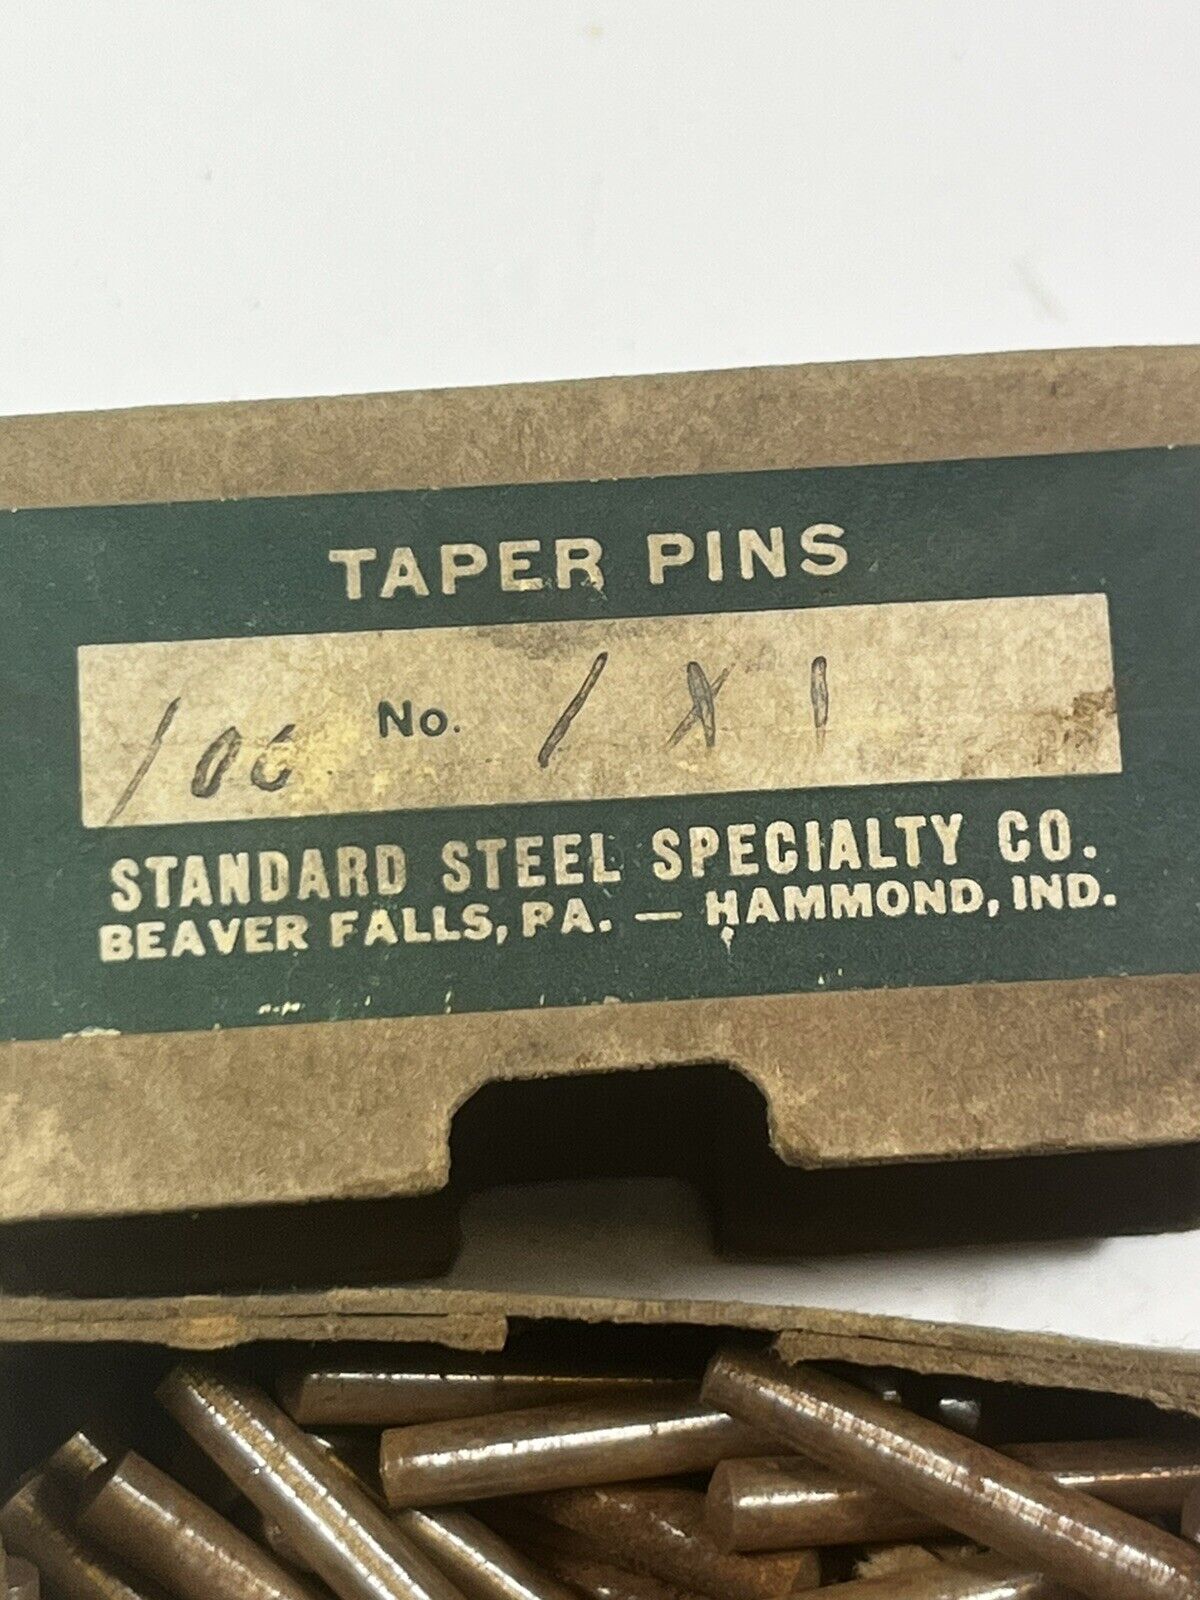 TAPER PINS
100 No. 1 X 1
STANDARD STEEL SPECIALTY CO.
BEAVER FALLS, PA. — HAMMOND, IND.